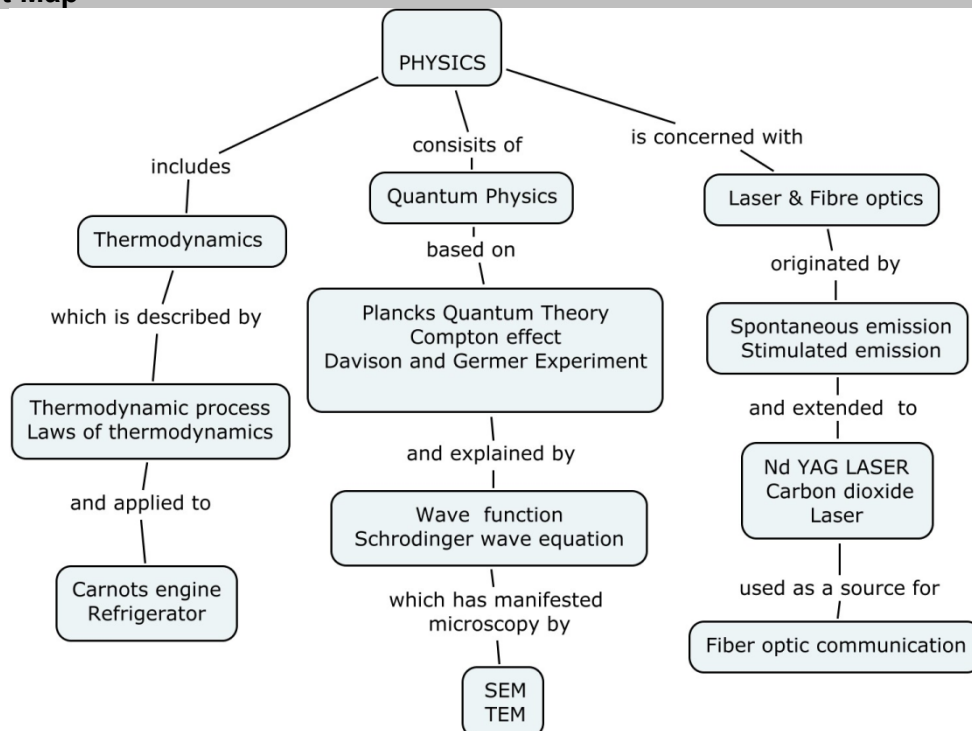 t Map
PHYSICS
includes
Thermodynamics
which is described by
Thermodynamic process
Laws of thermodynamics
and applied to
Carnots engine
Refrigerator
consisits of
Quantum Physics
based on
Plancks Quantum Theory
Compton effect
Davison and Germer Experiment
and explained by
Wave function
Schrodinger wave equation
which has manifested
microscopy by
SEM
TEM
is concerned with
Laser & Fibre optics
originated by
Spontaneous emission
Stimulated emission
and extended to
Nd YAG LASER
Carbon dioxide
Laser
used as a source for
Fiber optic communication